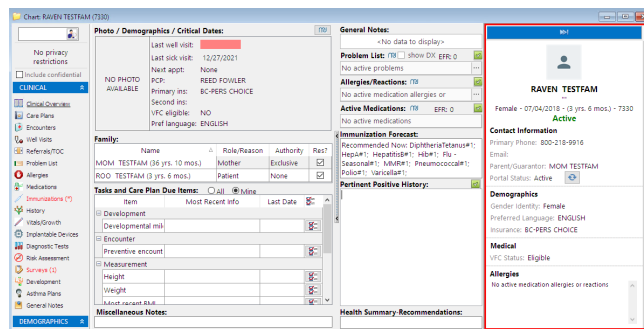 Chart: RAVEN TESTFAM (7330)
No privacy
restrictions
Include confidential
CLINICAL
Clinical Overview
Care Plans
Encounters
Well Visits
Referrals/TOC
Problem List
Allergies
Medications
Immunizations (*)
History
Vitals/Growth
Implantable Devices
Diagnostic Tests
Risk Assessment
Surveys (1)
Development
Asthma Plans
General Notes
DEMOGRAPHICS
Photo / Demographics / Critical Dates:
NO PHOTO
AVAILABLE
Last well visit:
Last sick visit: 12/27/2021
Next appt: None
PCP: REED FOWLER
Primary ins: BC-PERS CHOICE
Second ins:
VFC eligible: NO
Pref language: ENGLISH
Family:
Name Role/Reason Authority Res?
MOM TESTFAM (36 yrs. 10 mos.) Mother Exclusive
ROO TESTFAM (3 yrs. 6 mos.) Patient None
Tasks and Care Plan Due Items: All Mine
Item Most Recent Info Last Date
Development
Developmental mil
Encounter
Preventive encount
Measurement
Height
Weight
Most recent BMI
Miscellaneous Notes:
General Notes:
<No data to display>
Problem List: show DX EFR: 0
No active problems
Allergies/Reactions:
No active medication allergies or
Active Medications: EFR: 0
No active medications
Immunization Forecast:
Recommended Now: DiphtheriaTetanus#1;
HepA#1; HepatitisB#1; Hib#1; Flu -
Seasonal#1; MMR#1; Pneumococcal#1;
Polio#1; Varicella#1;
Pertinent Positive History:
Health Summary-Recommendations:
RAVEN TESTFAM
--
Female - 07/04/2018 - (3 yrs. 6 mos.) - 7330
Active
Contact Information
Primary Phone: 800-218-9916
Email:
Parent/Guarantor: MOM TESTFAM
Portal Status: Active
Demographics
Gender Identity: Female
Preferred Language: ENGLISH
Insurance: BC-PERS CHOICE
Medical
VFC Status: Eligible
Allergies
No active medication allergies or reactions